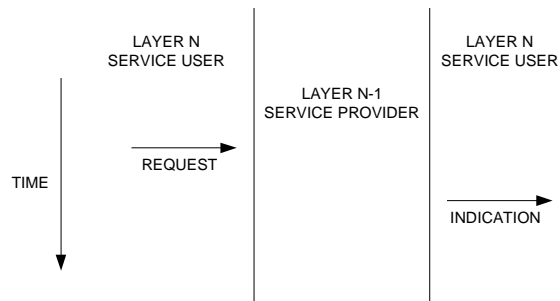 LAYER N
SERVICE USER
LAYER N-1
SERVICE PROVIDER
LAYER N
SERVICE USER
REQUEST
TIME
INDICATION